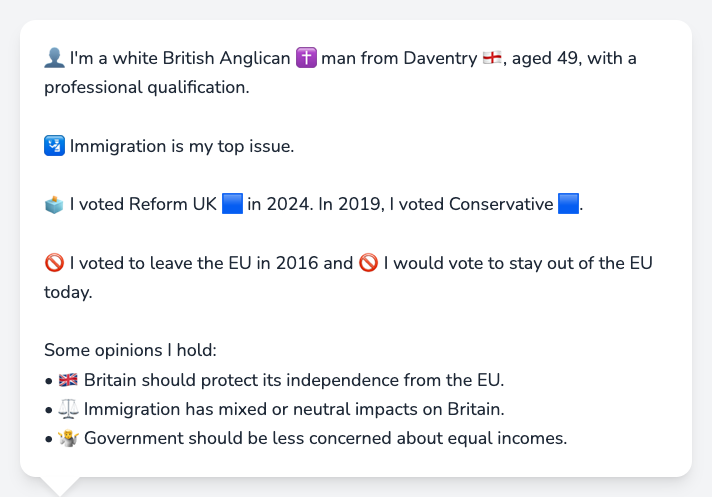 👤 I'm a white British Anglican ✝️ man from Daventry 🏴󠁧󠁢󠁥󠁮󠁧󠁿, aged 49, with a
professional qualification.
🛂 Immigration is my top issue.
🗳️ I voted Reform UK 🟦 in 2024. In 2019, I voted Conservative 🟦.
🚫 I voted to leave the EU in 2016 and 🚫 I would vote to stay out of the EU
today.
Some opinions I hold:
• 🇬🇧 Britain should protect its independence from the EU.
• ⚖️ Immigration has mixed or neutral impacts on Britain.
• 🤷 Government should be less concerned about equal incomes.